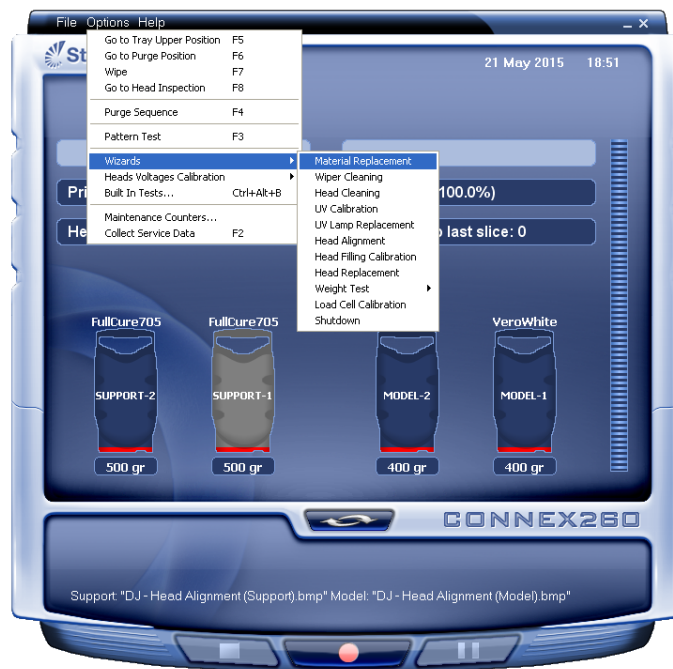 File Options Help
St
21 May 2015 18:51
Go to Tray Upper Position F5
Go to Purge Position F6
Wipe F7
Go to Head Inspection F8
Purge Sequence F4
Pattern Test F3
Wizards
Heads Voltages Calibration
Built In Tests... Ctrl+Alt+B
Maintenance Counters...
Collect Service Data F2
Material Replacement
Wiper Cleaning
Head Cleaning
UV Calibration
UV Lamp Replacement
Head Alignment
Head Filling Calibration
Head Replacement
Weight Test
Load Cell Calibration
Shutdown
Pri 100.0%)
He last slice: 0
FullCure705 FullCure705 VeroWhite
SUPPORT-2 SUPPORT-1 MODEL-2 MODEL-1
500 gr 500 gr 400 gr 400 gr
CONNEX260
Support: "DJ - Head Alignment (Support).bmp" Model: "DJ - Head Alignment (Model).bmp"